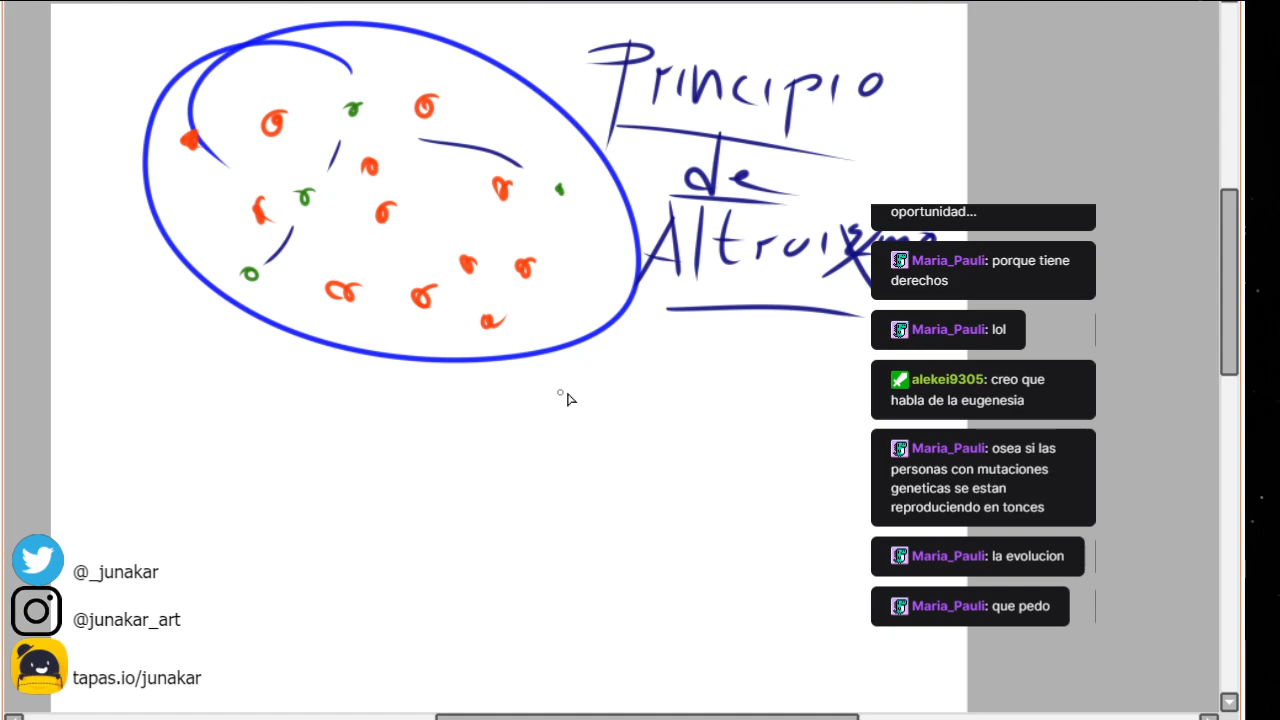 Principio
de
Altruismo
oportunidad...
Maria_Pauli: porque tiene
derechos
Maria_Pauli: lol
alekei9305: creo que
habla de la eugenesia
Maria_Pauli: osea si las
personas con mutaciones
geneticas se estan
reproduciendo en tonces
Maria_Pauli: la evolucion
Maria_Pauli: que pedo
@_junakar
@junakar_art
tapas.io/junakar